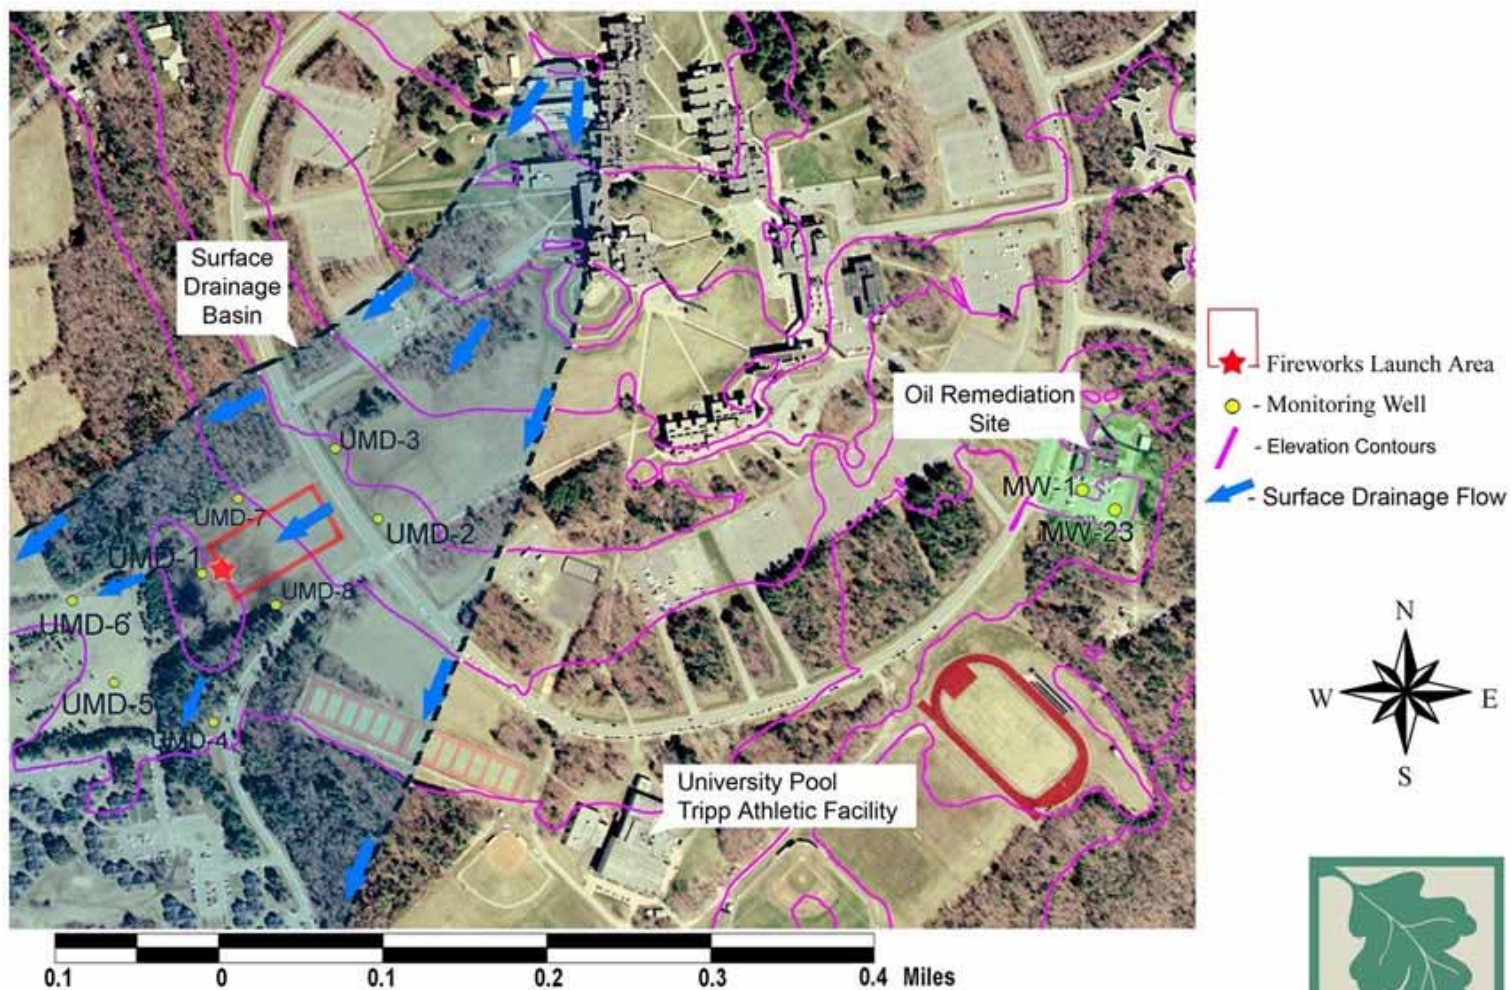 Surface
Drainage
Basin
UMD-3
UMD-7
UMD-2
UMD-1
UMD-8
UMD-6
UMD-5
UMD-4
Oil Remediation
Site
MW-1
MW-23
University Pool
Tripp Athletic Facility
Fireworks Launch Area
- Monitoring Well
- Elevation Contours
- Surface Drainage Flow
N
W E
S
0.1 0 0.1 0.2 0.3 0.4 Miles